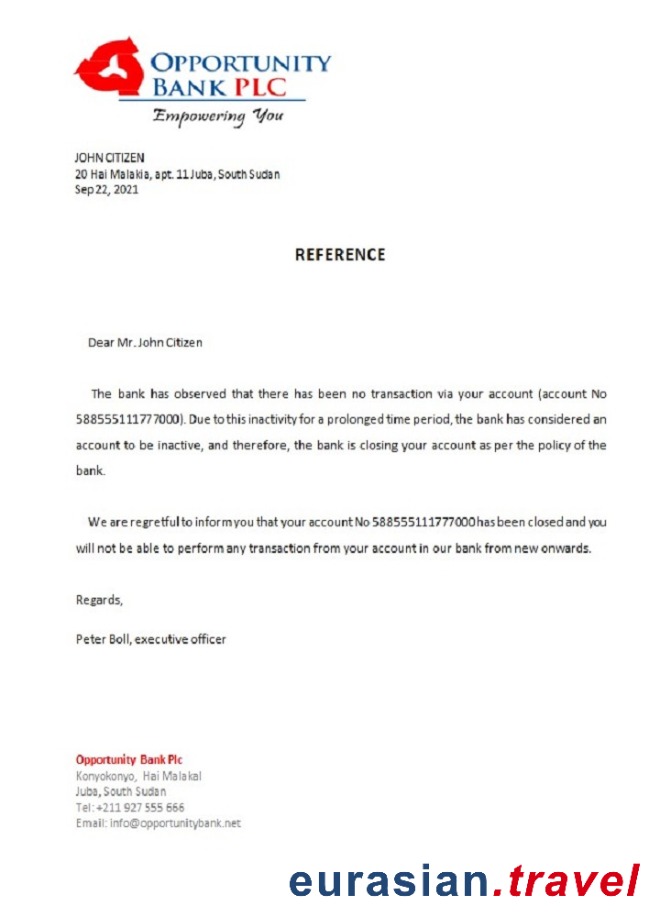 OPPORTUNITY
BANK PLC
Empowering You
JOHN CITIZEN
20 Hai Malakia, apt. 11 Juba, South Sudan
Sep 22, 2021
REFERENCE
Dear Mr. John Citizen
The bank has observed that there has been no transaction via your account (account No
588555111777000). Due to this inactivity for a prolonged time period, the bank has considered an
account to be inactive, and therefore, the bank is closing your account as per the policy of the
bank.
We are regretful to inform you that your account No 588555111777000 has been closed and you
will not be able to perform any transaction from your account in our bank from new onwards.
Regards,
Peter Boll, executive officer
Opportunity Bank Plc
Konyokonyo, Hai Malakal
Juba, South Sudan
Tel: +211 927 555 666
Email: info@opportunitybank.net
eurasian.travel